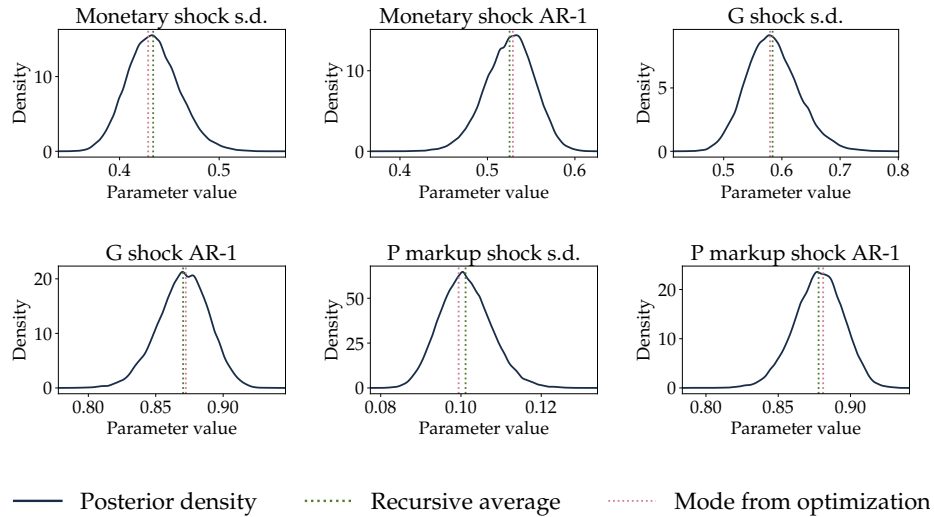 Monetary shock s.d.
Density
10
0
0.4
0.5
Parameter value
Monetary shock AR-1
Density
10
0
0.4
0.5
0.6
Parameter value
G shock s.d.
Density
5
0
0.5
0.6
0.7
0.8
Parameter value
G shock AR-1
Density
20
10
0
0.80
0.85
0.90
Parameter value
P markup shock s.d.
Density
50
25
0
0.08
0.10
0.12
Parameter value
P markup shock AR-1
Density
20
10
0
0.80
0.85
0.90
Parameter value
Posterior density
Recursive average
Mode from optimization